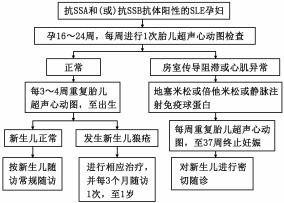 抗SSA和(或)抗SSB抗体阳性的SLE孕妇
孕16～24周，每周进行1次胎儿超声心动图检查
正常
房室传导阻滞或心肌异常
每3～4周重复胎儿
超声心动图，至出生
地塞米松或倍他米松或静脉注
射免疫球蛋白
每周重复胎儿超声心动
图，至37周终止妊娠
新生儿正常
发生新生儿狼疮
按新生儿随
访常规随访
进行相应治疗，
并每3个月随访
1次，至1岁
对新生儿进行密
切随诊